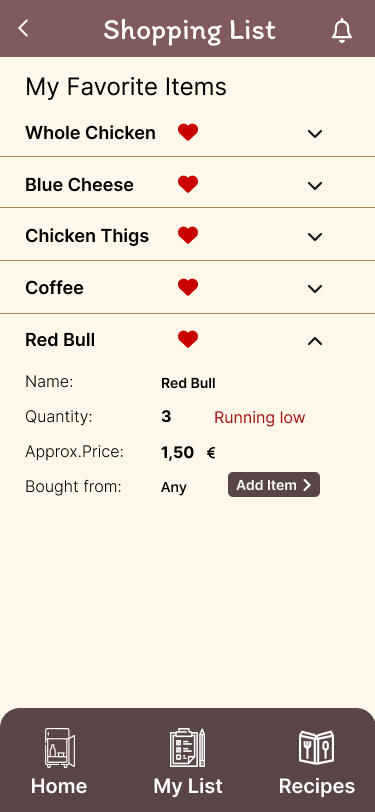 Shopping List
My Favorite Items
Whole Chicken
Blue Cheese
Chicken Thigs
Coffee
Red Bull
Name: Red Bull
Quantity: 3 Running low
Approx.Price: 1,50 €
Bought from: Any Add Item
Home My List Recipes